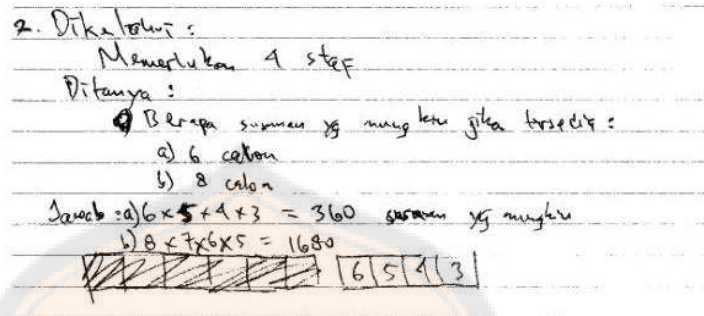 2. Diketahui :
Memerlukan 4 staf
Ditanya :
Berapa susunan yg mungkin jika tersedia :
a) 6 calon
b) 8 calon
Jawab : a) 6 × 5 × 4 × 3 = 360 susunan yg mungkin
b) 8 × 7 × 6 × 5 = 1680
6 5 4 3